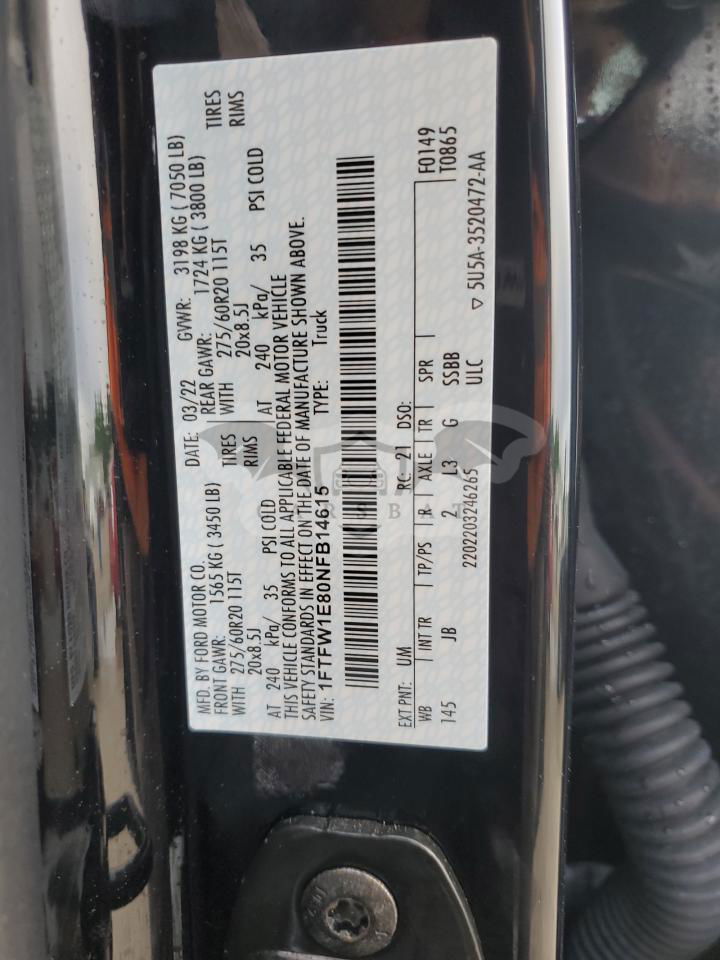 MFD. BY FORD MOTOR CO. DATE: 03/22 GVWR: 3198 KG ( 7050 LB)
FRONT GAWR: 1565 KG ( 3450 LB) REAR GAWR: 1724 KG ( 3800 LB)
WITH 275/60R20 115T TIRES WITH 275/60R20 115T TIRES
20x8.5J RIMS 20x8.5J RIMS
AT 240 kPa/ 35 PSI COLD AT 240 kPa/ 35 PSI COLD
THIS VEHICLE CONFORMS TO ALL APPLICABLE FEDERAL MOTOR VEHICLE
SAFETY STANDARDS IN EFFECT ON THE DATE OF MANUFACTURE SHOWN ABOVE.
VIN: 1FTFW1E80NFB14615 TYPE: Truck
EXT PNT: UM RC: 21 DSO: F0149
WB INT TR TP/PS R AXLE TR SPR T0865
145 JB 2 L3 G SSBB
2202203246265 ULC ▽ 5U5A-3520472-AA